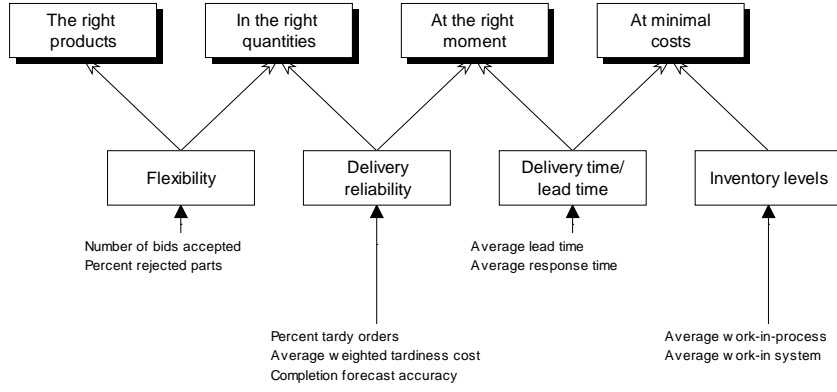 The right
products
In the right
quantities
At the right
moment
At minimal
costs
Flexibility
Delivery
reliability
Delivery time/
lead time
Inventory levels
Number of bids accepted
Percent rejected parts
Average lead time
Average response time
Percent tardy orders
Average weighted tardiness cost
Completion forecast accuracy
Average work-in-process
Average work-in system